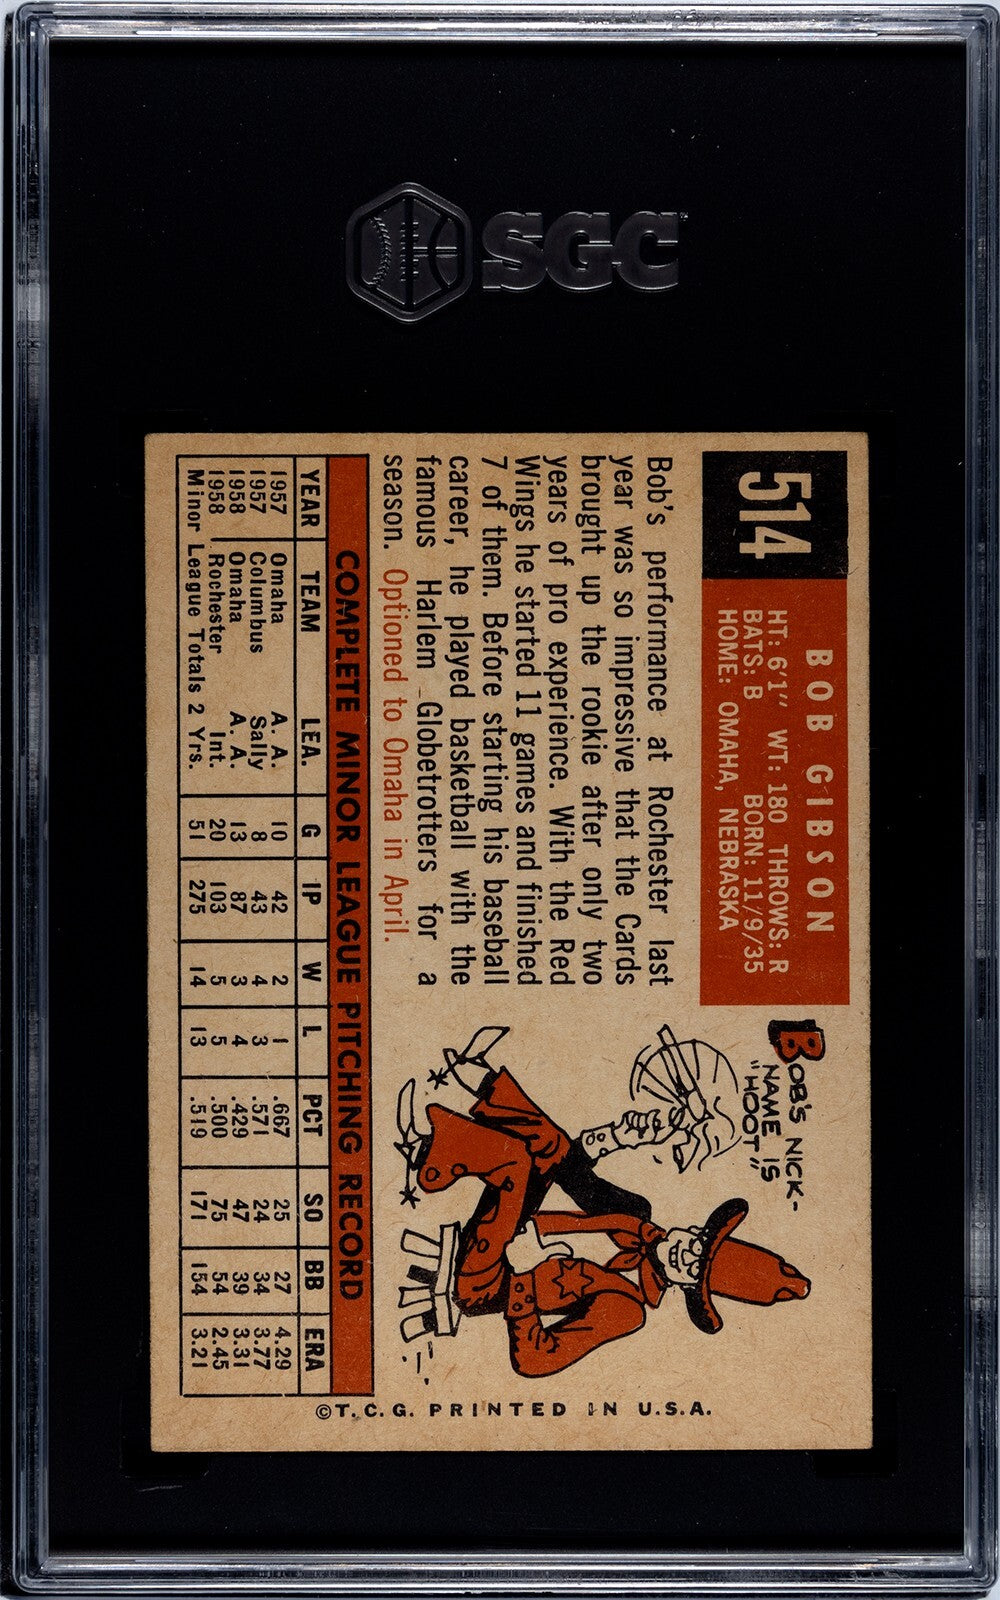 SGC
514
BOB GIBSON
HT: 6'1" WT: 180 THROWS: R
BATS: B BORN: 11/9/35
HOME: OMAHA, NEBRASKA
Bob's performance at Rochester last
year was so impressive that the Cards
brought up the rookie after only two
years of pro experience. With the Red
Wings he started 11 games and finished
7 of them. Before starting his baseball
career, he played basketball with the
famous Harlem Globetrotters for a
season. Optioned to Omaha in April.
BOB'S NICK-
NAME IS
"HOOT"
COMPLETE MINOR LEAGUE PITCHING RECORD
YEAR TEAM LEA. G IP W L PCT SO BB ERA
1957 Omaha A. A. 10 42 2 1 .667 25 27 4.29
1957 Columbus Sally 8 43 4 3 .571 24 34 3.77
1958 Omaha A. A. 13 87 3 4 .429 47 39 3.31
1958 Rochester Int. 20 103 5 5 .500 75 54 2.45
Minor League Totals 2 Yrs. 51 275 14 13 .519 171 154 3.21
©T. C. G. PRINTED IN U.S.A.